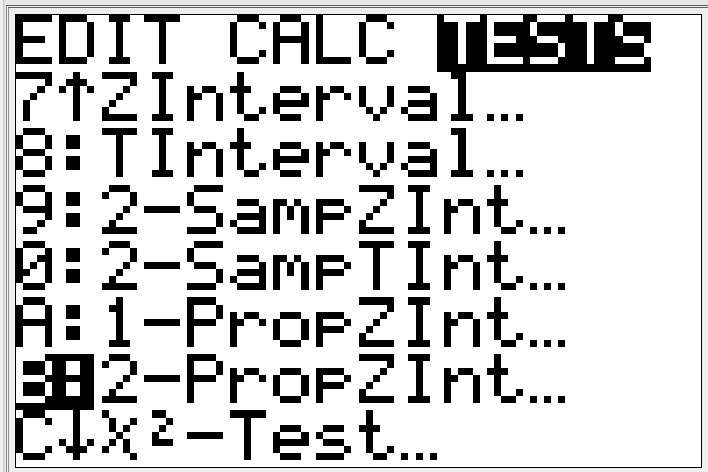 EDIT CALC TESTS
7↑ZInterval…
8:TInterval…
9:2-SampZInt…
0:2-SampTInt…
A:1-PropZInt…
B:2-PropZInt…
C↓χ²-Test…